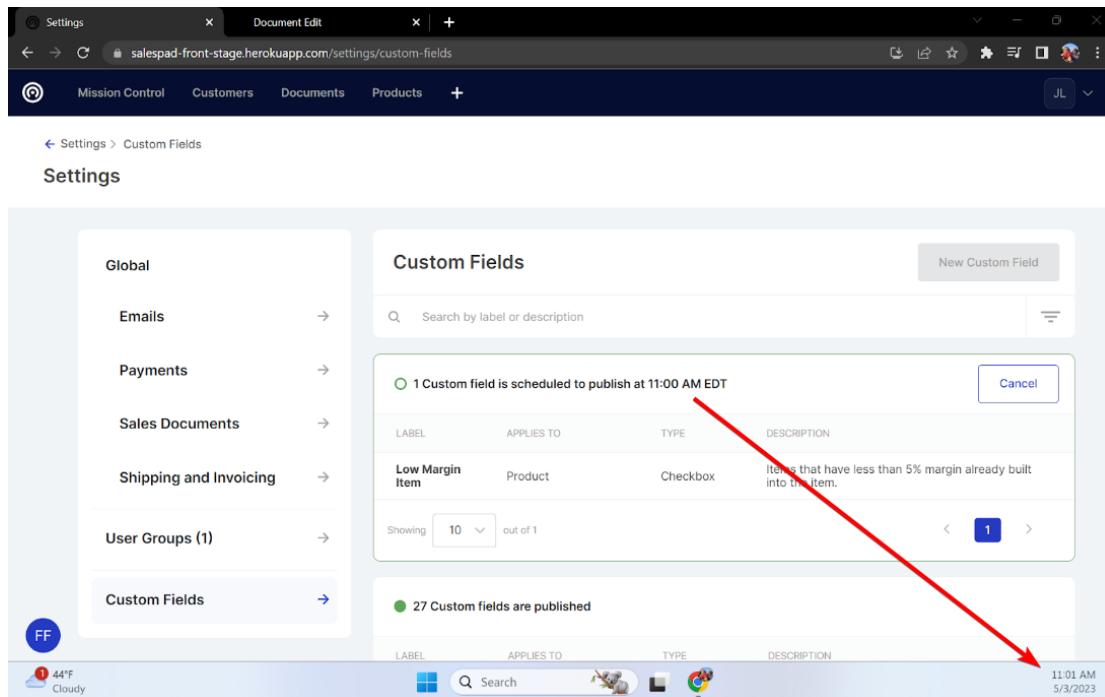 Settings
Document Edit
salespad-front-stage.herokuapp.com/settings/custom-fields
Mission Control
Customers
Documents
Products
JL
Settings > Custom Fields
Settings
Global
Emails
Payments
Sales Documents
Shipping and Invoicing
User Groups (1)
Custom Fields
Custom Fields
New Custom Field
Search by label or description
1 Custom field is scheduled to publish at 11:00 AM EDT
Cancel
LABEL APPLIES TO TYPE DESCRIPTION
Low Margin Item
Product
Checkbox
Items that have less than 5% margin already built
into the item.
Showing 10 out of 1
1
27 Custom fields are published
LABEL APPLIES TO TYPE DESCRIPTION
FF
1
44°F
Cloudy
Search
11:01 AM
5/3/2023